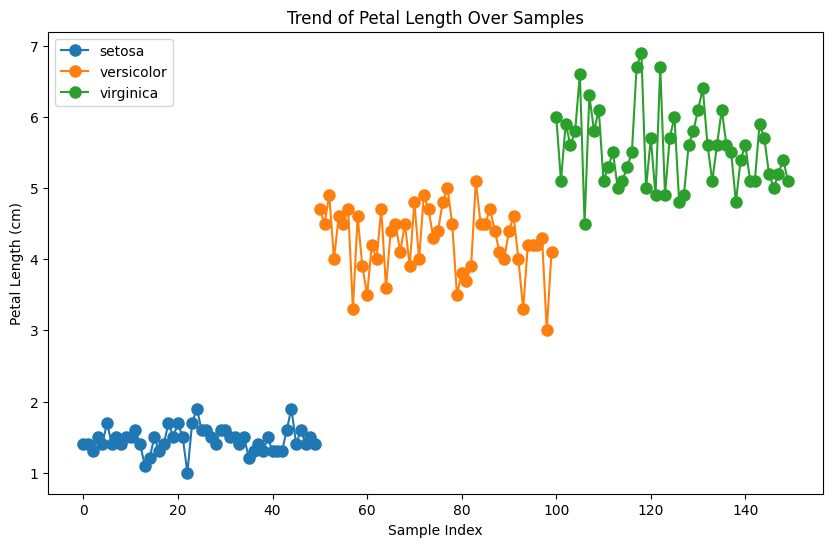 Trend of Petal Length Over Samples
setosa
versicolor
virginica
Petal Length (cm)
7
6
5
4
3
2
1
0 20 40 60 80 100 120 140
Sample Index